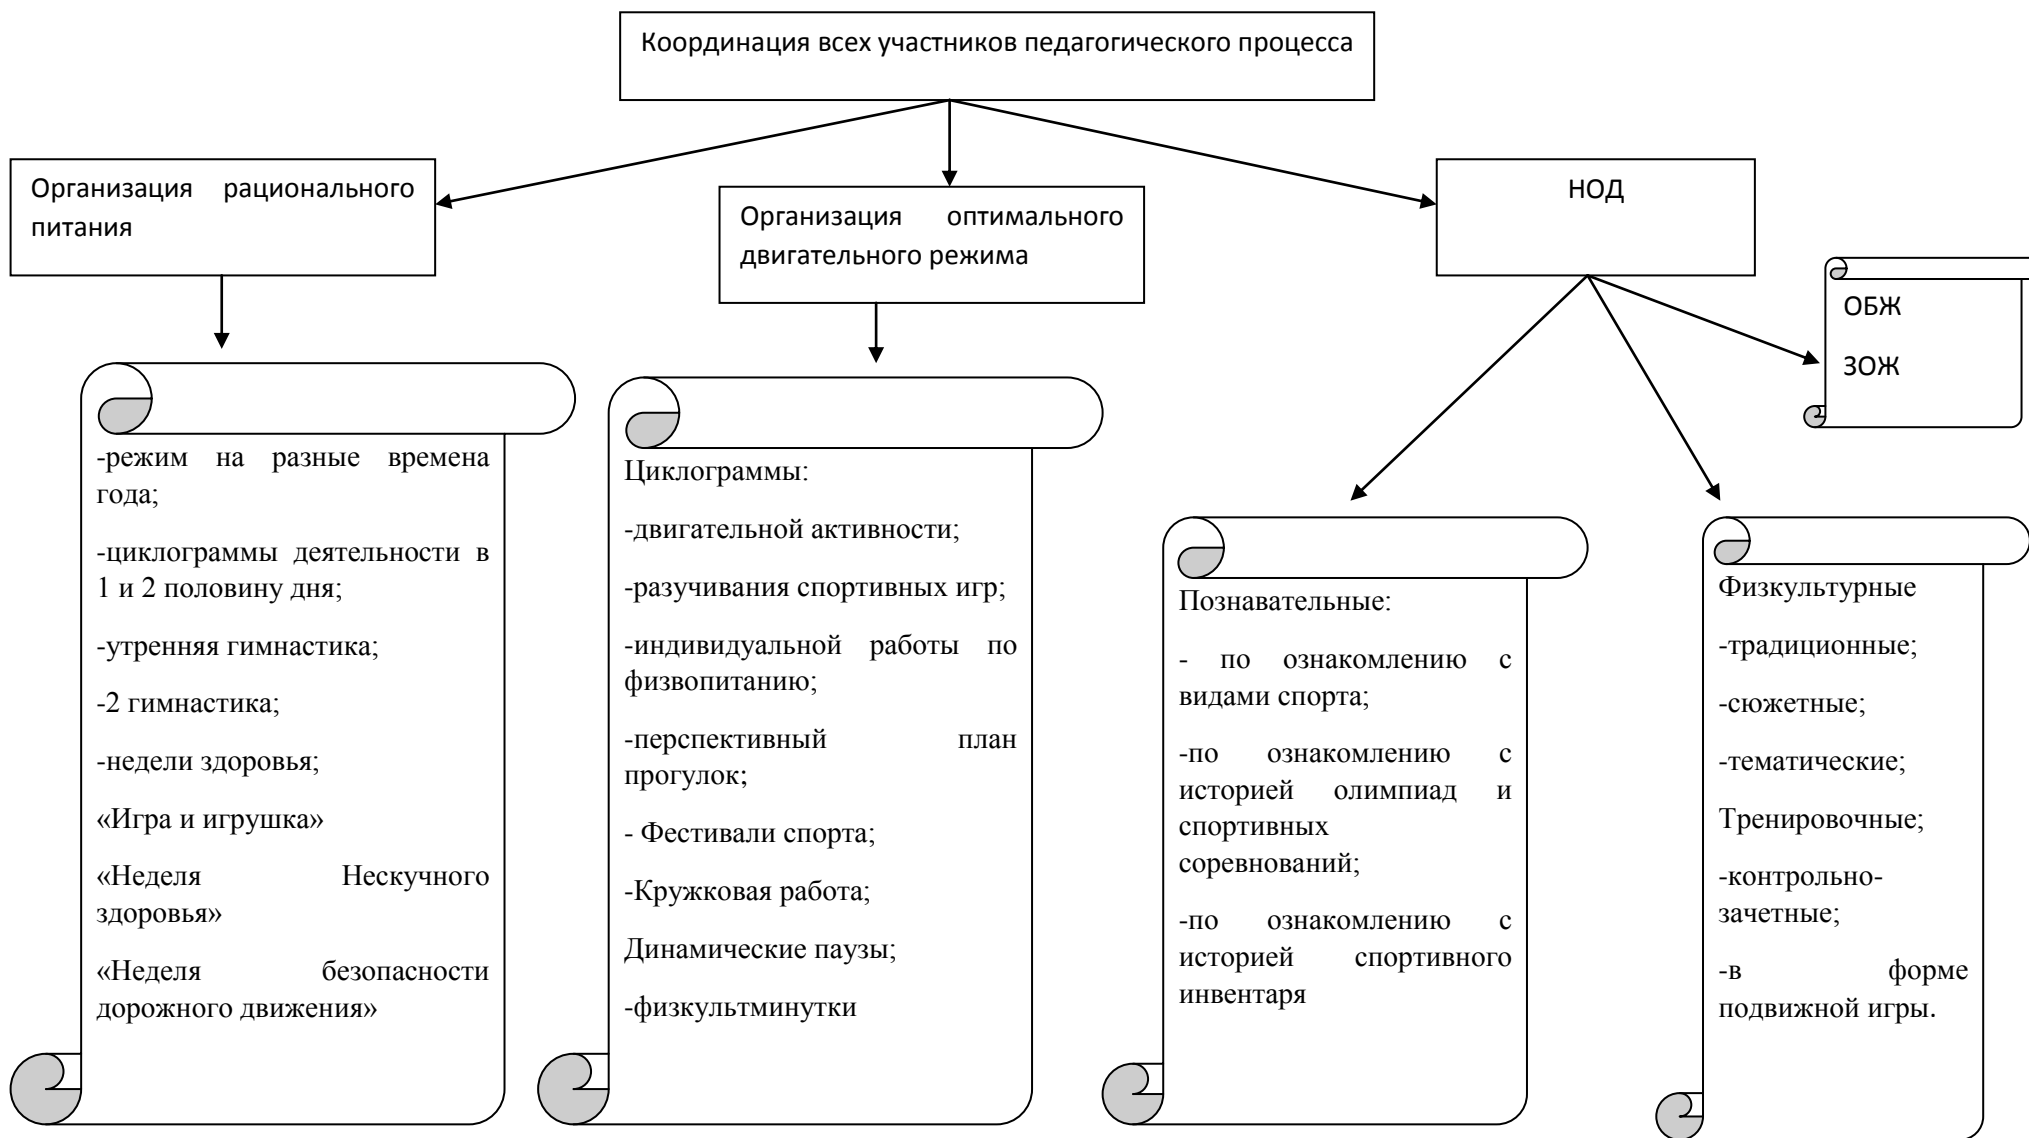 Координация всех участников педагогического процесса
Организация рационального
питания
Организация оптимального
двигательного режима
НОД
ОБЖ
ЗОЖ
-режим на разные времена
года;
-циклограммы деятельности в
1 и 2 половину дня;
-утренняя гимнастика;
-2 гимнастика;
-недели здоровья;
«Игра и игрушка»
«Неделя Нескучного
здоровья»
«Неделя безопасности
дорожного движения»
Циклограммы:
-двигательной активности;
-разучивания спортивных игр;
-индивидуальной работы по
физвопитанию;
-перспективный план
прогулок;
- Фестивали спорта;
-Кружковая работа;
Динамические паузы;
-физкультминутки
Познавательные:
- по ознакомлению с
видами спорта;
-по ознакомлению с
историей олимпиад и
спортивных
соревнований;
-по ознакомлению с
историей спортивного
инвентаря
Физкультурные
-традиционные;
-сюжетные;
-тематические;
Тренировочные;
-контрольно-
зачетные;
-в форме
подвижной игры.